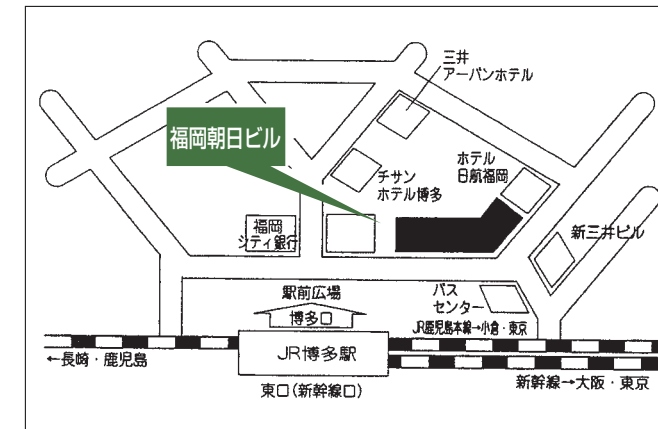 三井
アーバンホテル
福岡朝日ビル
チサン
ホテル博多
ホテル
日航福岡
福岡
シティ銀行
新三井ビル
バス
センター
駅前広場
博多口
JR鹿児島本線→小倉・東京
JR博多駅
←長崎・鹿児島
新幹線→大阪・東京
東口(新幹線口)